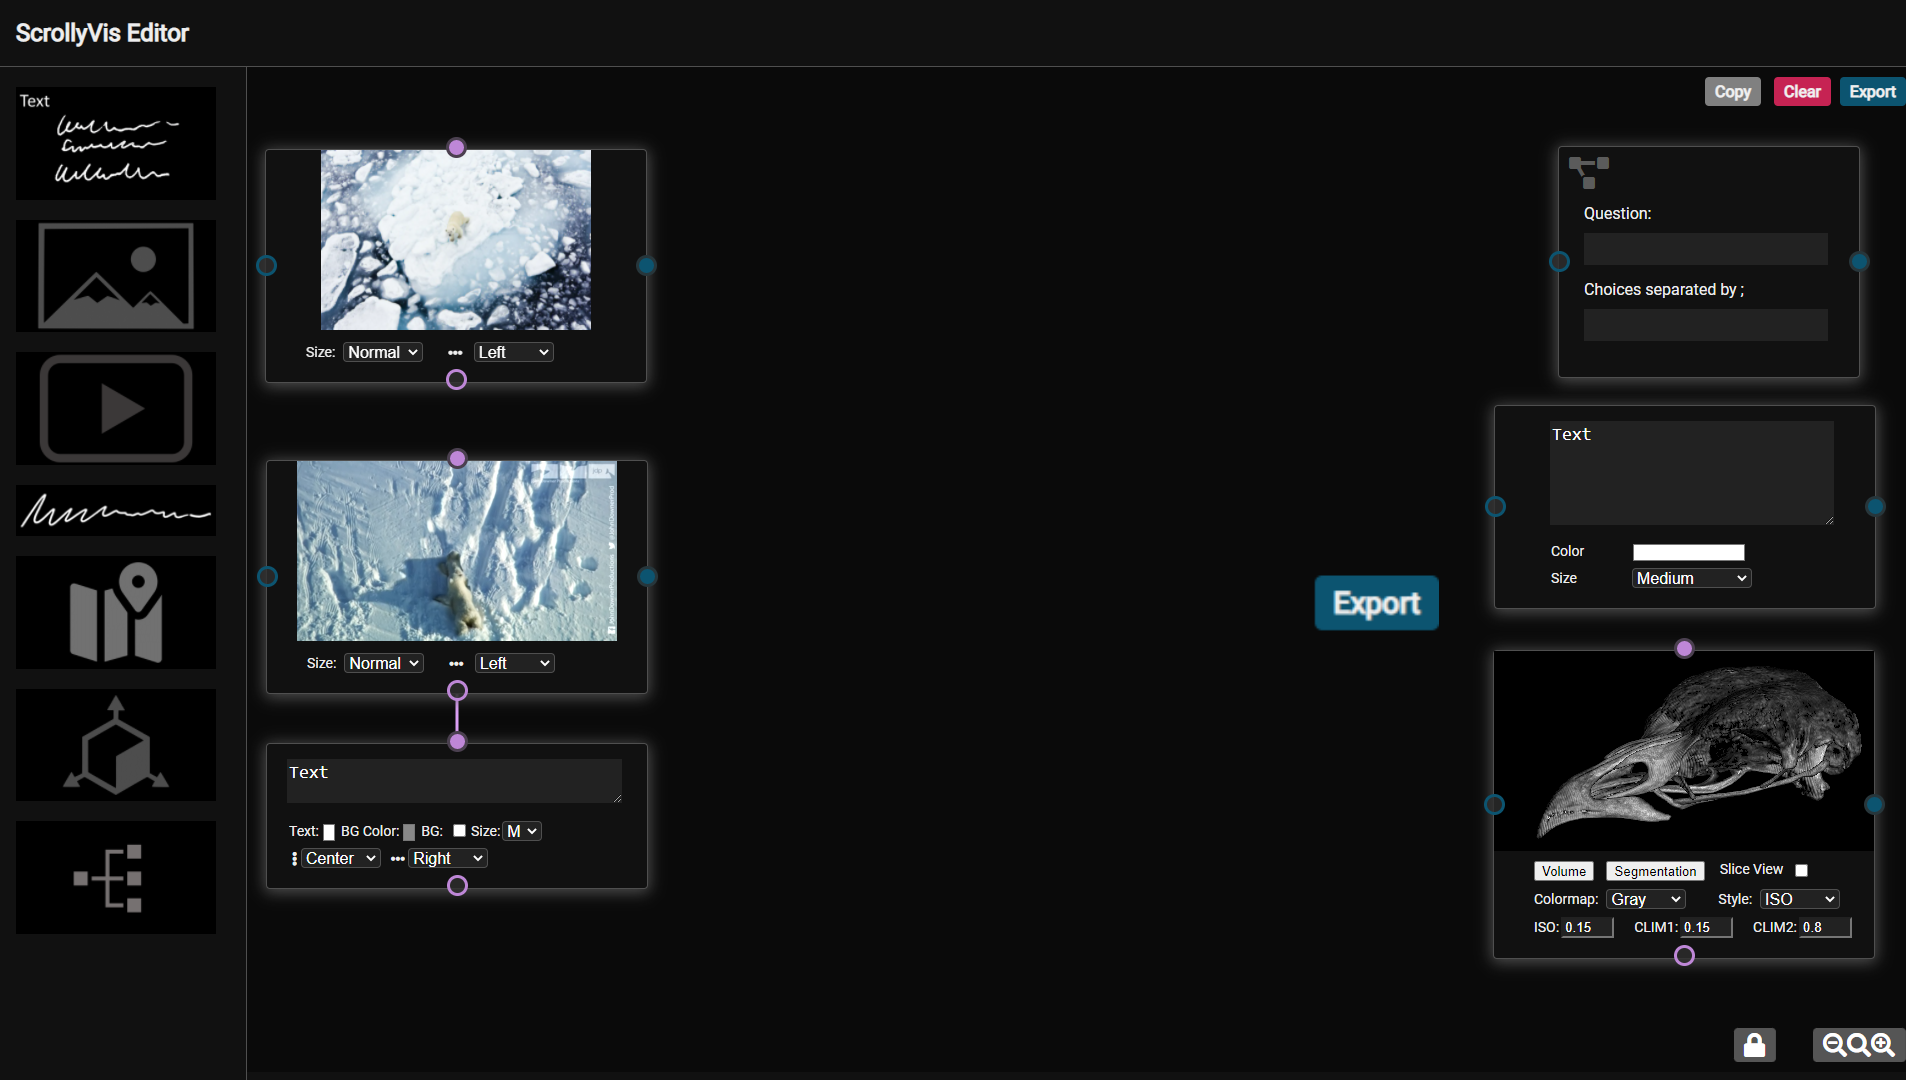 ScrollyVis Editor
Copy Clear Export
Text
Size: Normal Left
Question:
Choices separated by ;
Text
Color
Size Medium
Export
Size: Normal Left
Text
Text: BG Color: BG: Size: M
Center Right
Volume Segmentation Slice View
Colormap: Gray Style: ISO
ISO: 0.15 CLIM1: 0.15 CLIM2: 0.8